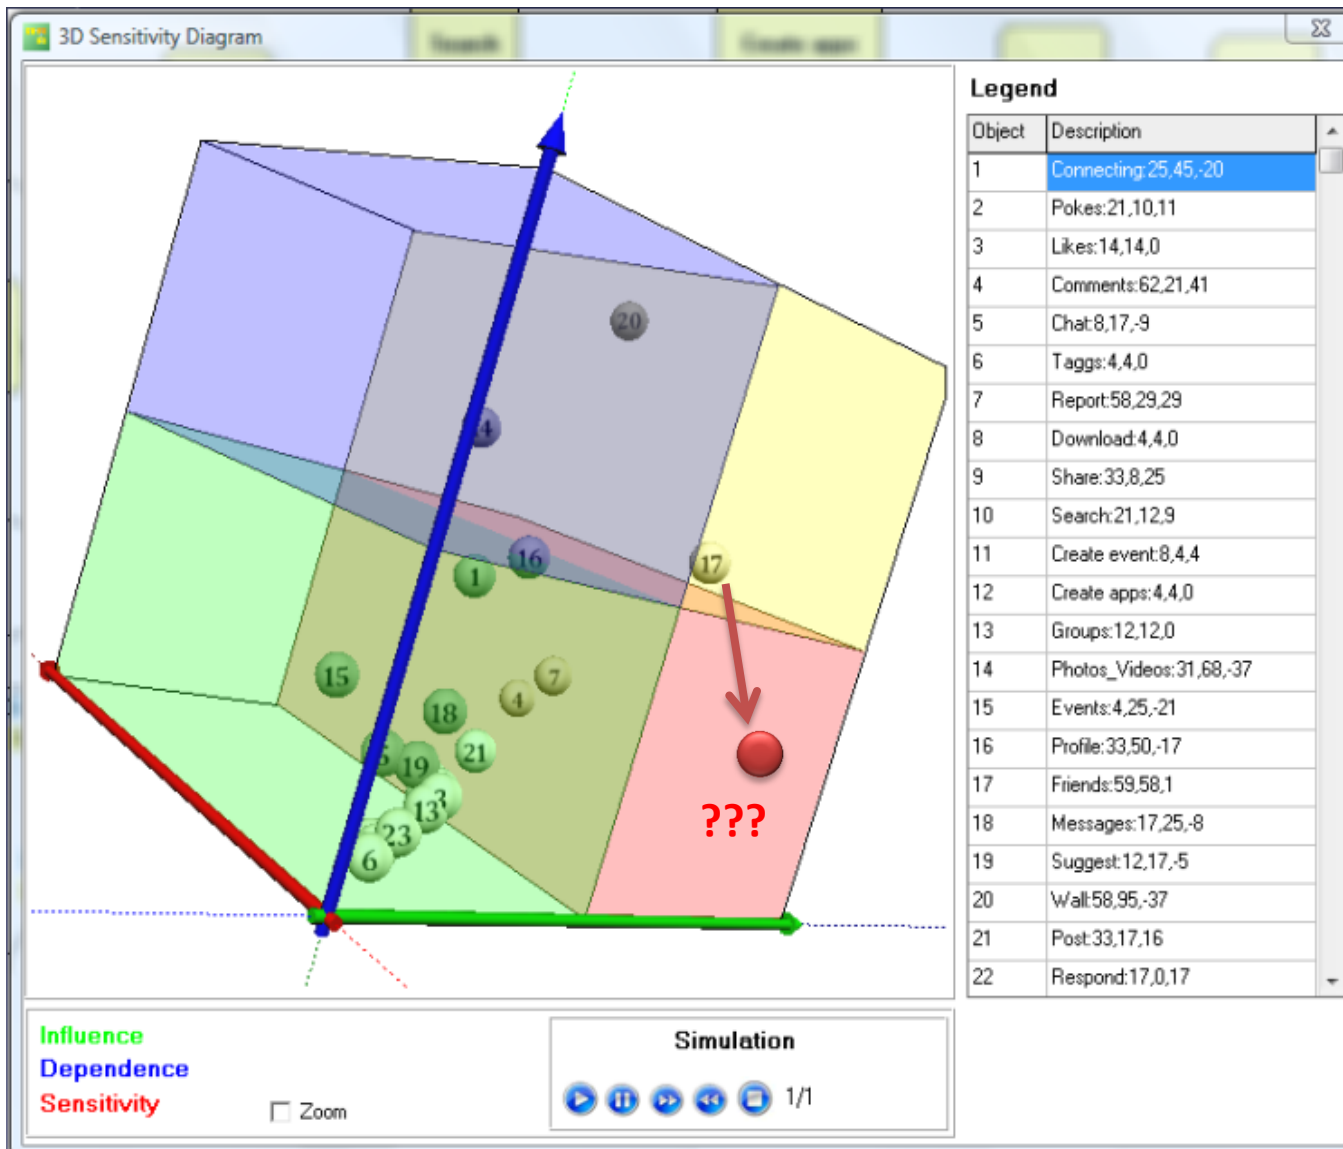 3D Sensitivity Diagram
Search
Create apps
Legend
Object Description
1 Connecting:25,45,-20
2 Pokes:21,10,11
3 Likes:14,14,0
4 Comments:62,21,41
5 Chat:8,17,-9
6 Taggs:4,4,0
7 Report:58,29,29
8 Download:4,4,0
9 Share:33,8,25
10 Search:21,12,9
11 Create event:8,4,4
12 Create apps:4,4,0
13 Groups:12,12,0
14 Photos_Videos:31,68,-37
15 Events:4,25,-21
16 Profile:33,50,-17
17 Friends:59,58,1
18 Messages:17,25,-8
19 Suggest:12,17,-5
20 Wall:58,95,-37
21 Post:33,17,16
22 Respond:17,0,17
20
4
16
17
1
15
7
4
18
21
5
19
3
13
23
6
???
Influence
Dependence
Sensitivity
Zoom
Simulation
1/1